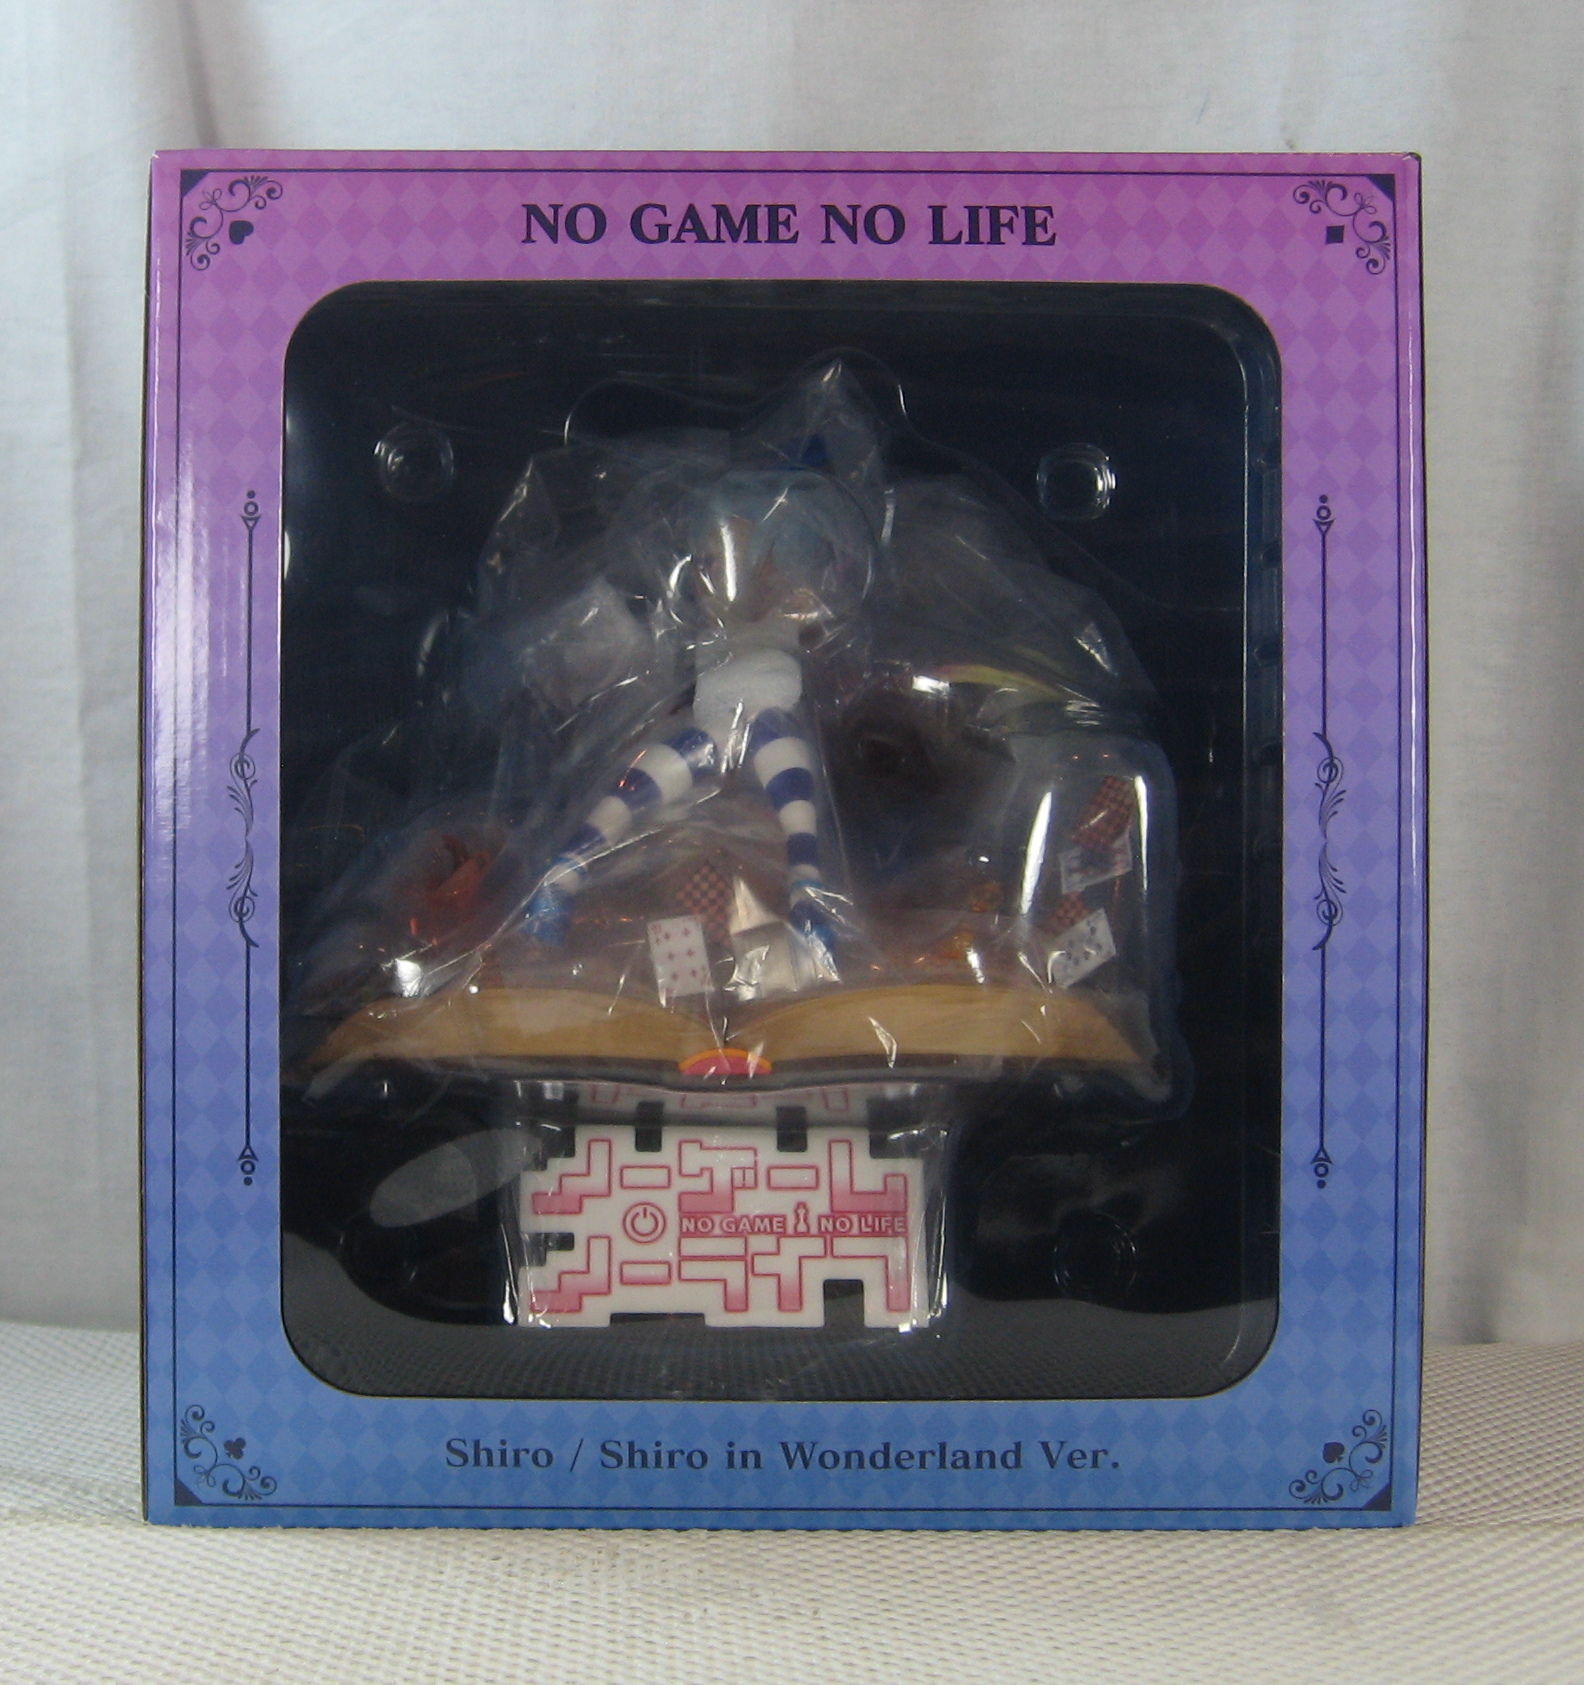 NO GAME NO LIFE
NO GAME NO LIFE
Shiro / Shiro in Wonderland Ver.